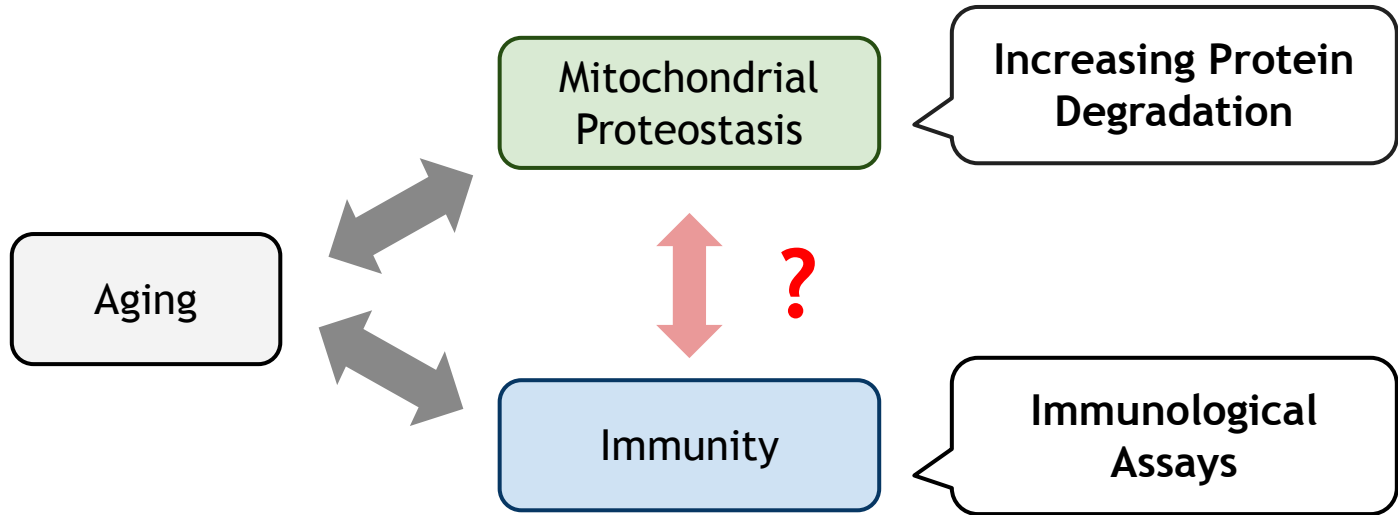 Mitochondrial
Proteostasis
Increasing Protein
Degradation
Aging
?
Immunity
Immunological
Assays